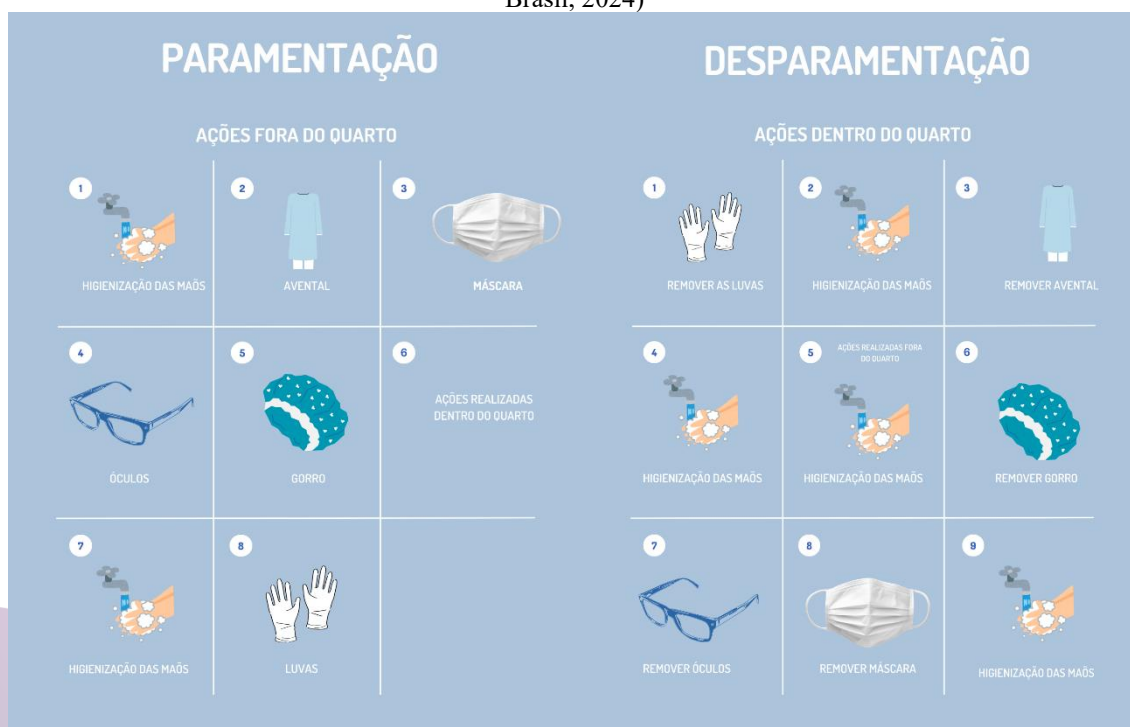 Brasil, 2024)
PARAMENTAÇÃO
AÇÕES FORA DO QUARTO
1
HIGIENIZAÇÃO DAS MAÕS
2
AVENTAL
3
MÁSCARA
4
ÓCULOS
5
GORRO
6
AÇÕES REALIZADAS
DENTRO DO QUARTO
7
HIGIENIZAÇÃO DAS MAÕS
8
LUVAS
DESPARAMENTAÇÃO
AÇÕES DENTRO DO QUARTO
1
REMOVER AS LUVAS
2
HIGIENIZAÇÃO DAS MAÕS
3
REMOVER AVENTAL
4
HIGIENIZAÇÃO DAS MAÕS
5
AÇÕES REALIZADAS FORA
DO QUARTO
HIGIENIZAÇÃO DAS MAÕS
6
REMOVER GORRO
7
REMOVER ÓCULOS
8
REMOVER MÁSCARA
9
HIGIENIZAÇÃO DAS MAÕS